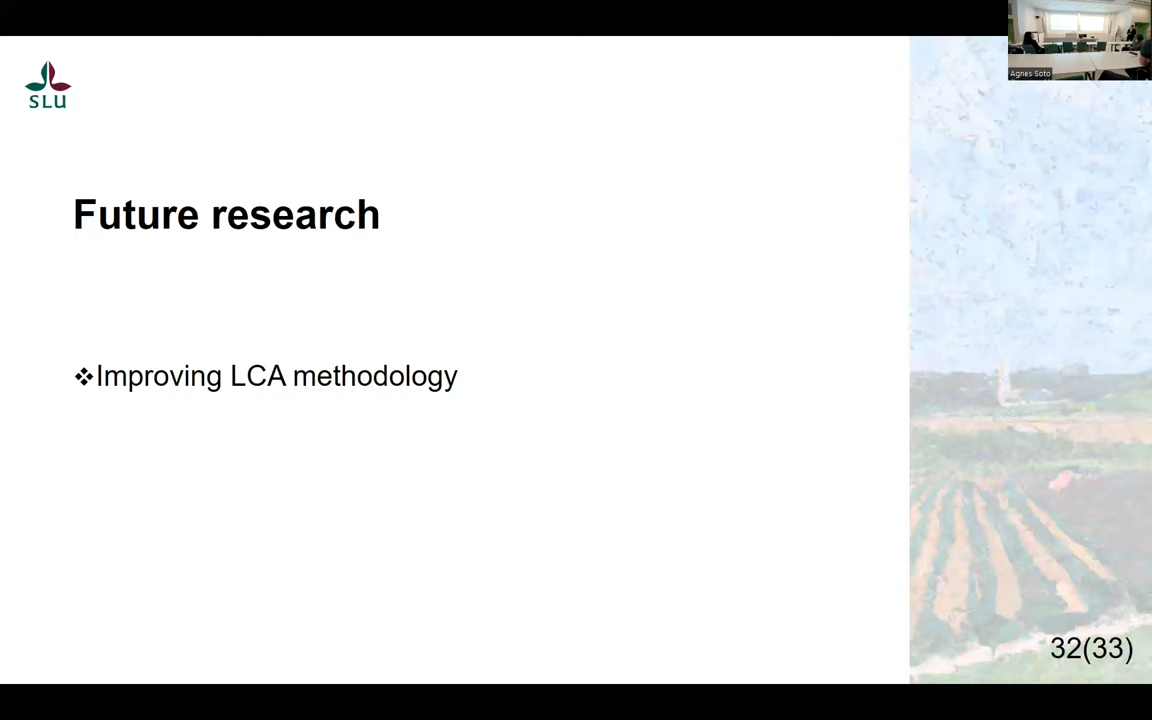 Agnes Soto
SLU
Future research
❖Improving LCA methodology
32(33)